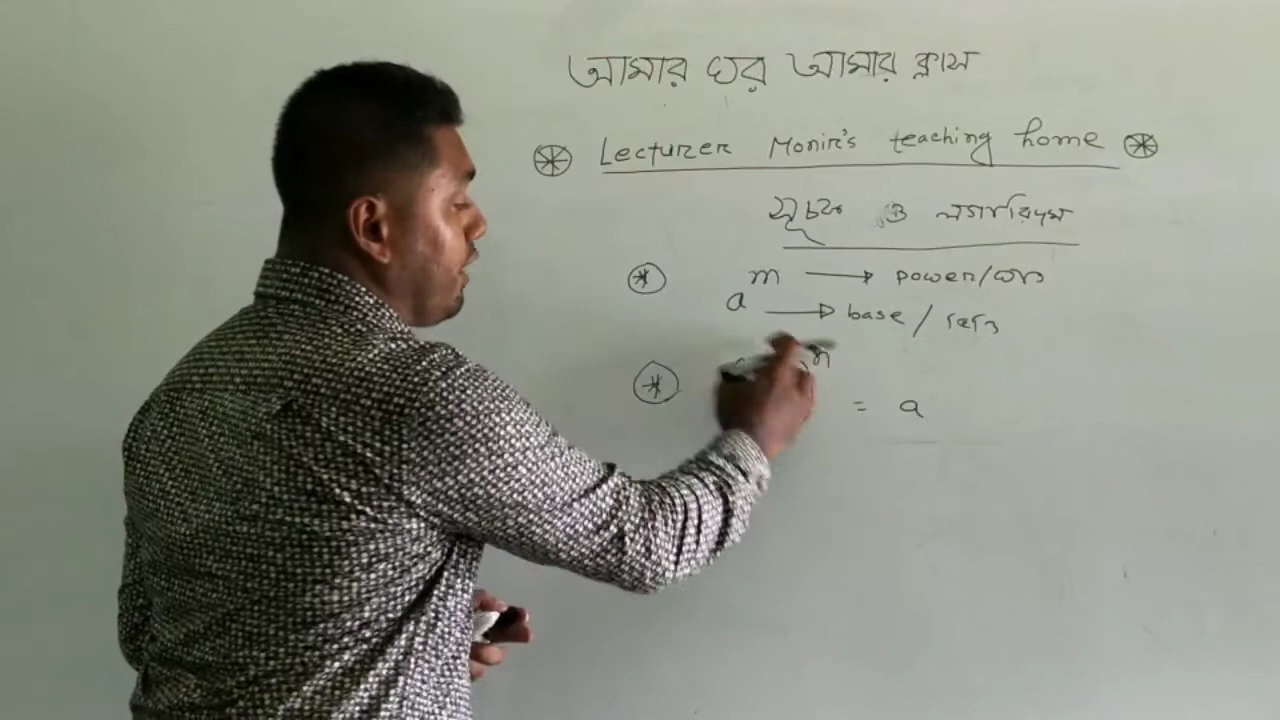 আমার ঘর আমার ক্লাস
Lecturer Monir's teaching home
সূচক ও লগারিদম
a^m → power/ঘাত
→ base /
n
= a